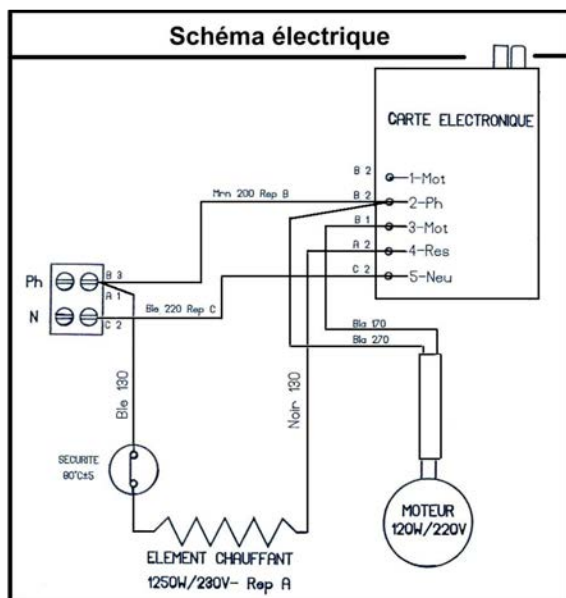 Schéma électrique
CARTE ELECTRONIQUE
B 2
1-Mot
Mrn 200 Rep B
B 2
2-Ph
B 1
3-Mot
A 2
4-Res
C 2
5-Neu
Ph
B 3
A 1
N
C 2
Ble 220 Rep C
Bla 170
Bla 270
Ble 130
Noir 130
SECURITE
80°C±5
MOTEUR
120W/220V
ELEMENT CHAUFFANT
1250W/230V- Rep A